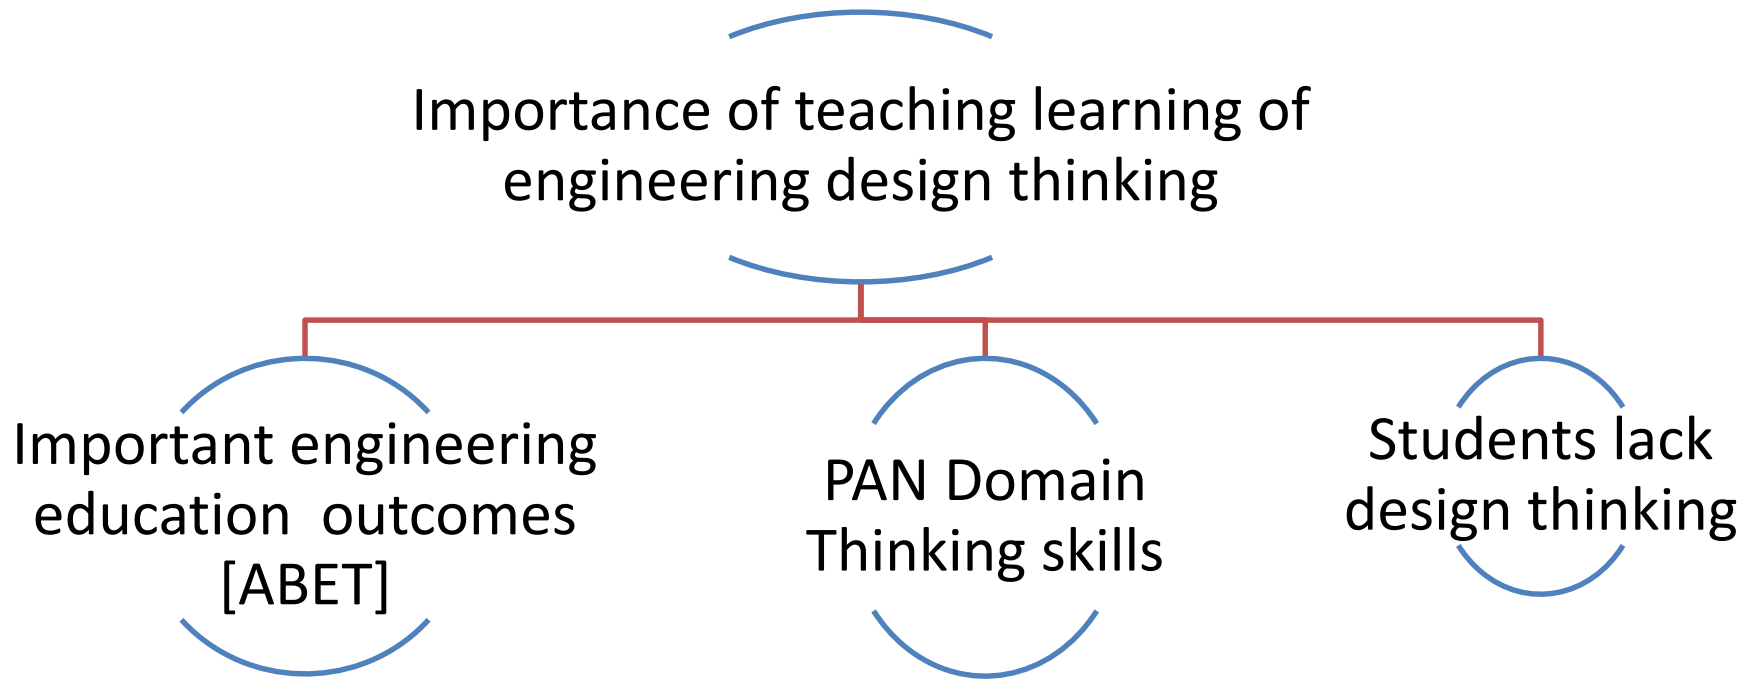 Importance of teaching learning of
engineering design thinking
Important engineering
education  outcomes
[ABET]
PAN Domain
Thinking skills
Students lack
design thinking